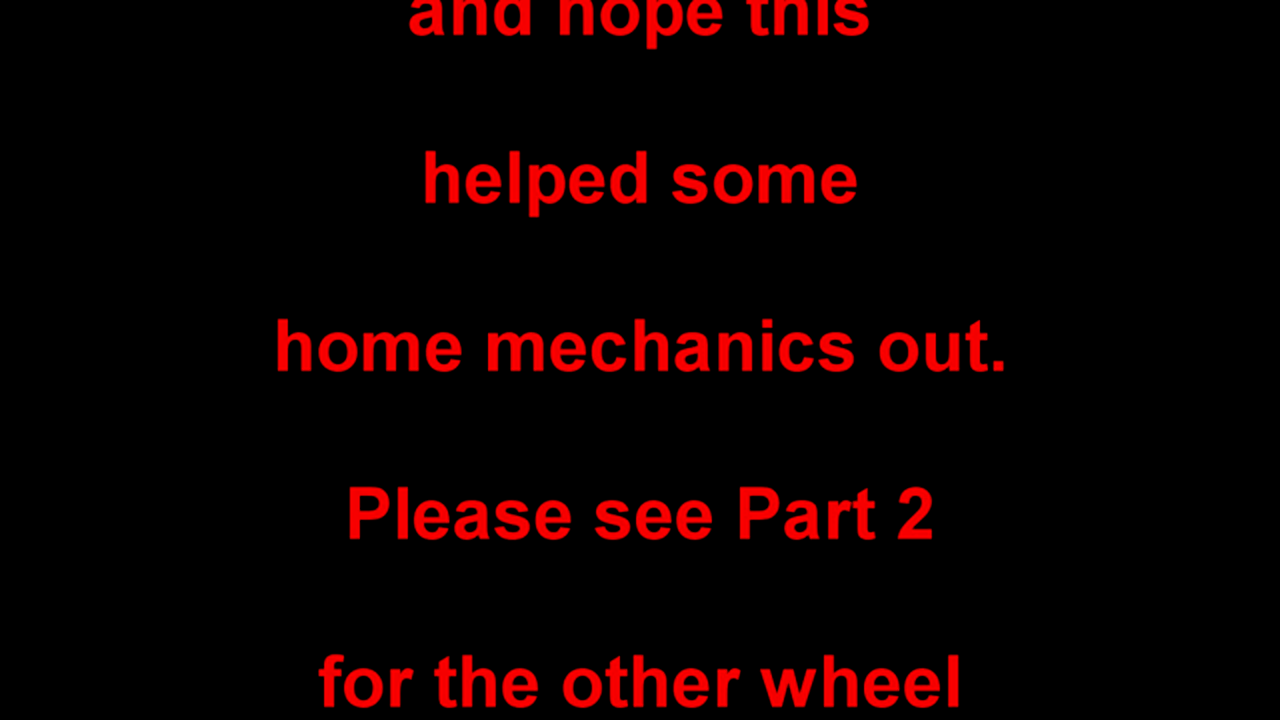 and hope this
helped some
home mechanics out.
Please see Part 2
for the other wheel